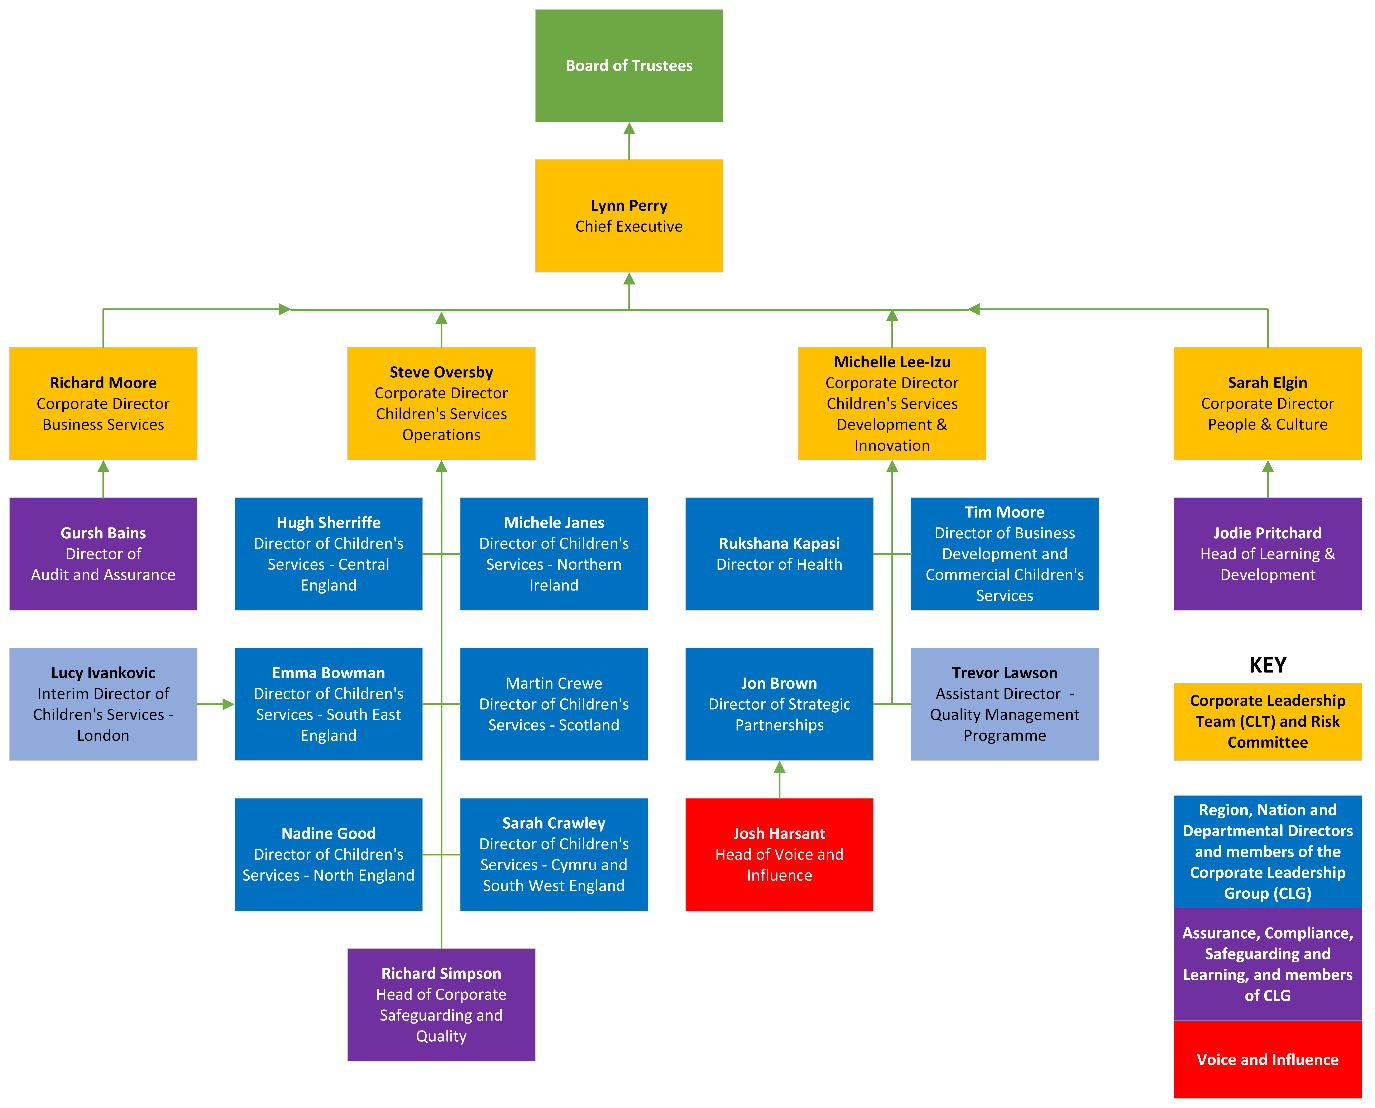 Board of Trustees
Lynn Perry
Chief Executive
Richard Moore
Corporate Director
Business Services
Steve Oversby
Corporate Director
Children's Services
Operations
Michelle Lee-Izu
Corporate Director
Children's Services
Development &
Innovation
Sarah Elgin
Corporate Director
People & Culture
Gursh Bains
Director of
Audit and Assurance
Hugh Sherriffe
Director of Children's
Services - Central
England
Michele Janes
Director of Children's
Services - Northern
Ireland
Rukshana Kapasi
Director of Health
Tim Moore
Director of Business
Development and
Commercial Children's
Services
Jodie Pritchard
Head of Learning &
Development
Lucy Ivankovic
Interim Director of
Children's Services -
London
Emma Bowman
Director of Children's
Services - South East
England
Martin Crewe
Director of Children's
Services - Scotland
Jon Brown
Director of Strategic
Partnerships
Trevor Lawson
Assistant Director  -
Quality Management
Programme
Nadine Good
Director of Children's
Services - North England
Sarah Crawley
Director of Children's
Services - Cymru and
South West England
Josh Harsant
Head of Voice and
Influence
Richard Simpson
Head of Corporate
Safeguarding and
Quality
KEY
Corporate Leadership
Team (CLT) and Risk
Committee
Region, Nation and
Departmental Directors
and members of the
Corporate Leadership
Group (CLG)
Assurance, Compliance,
Safeguarding and
Learning, and members
of CLG
Voice and Influence